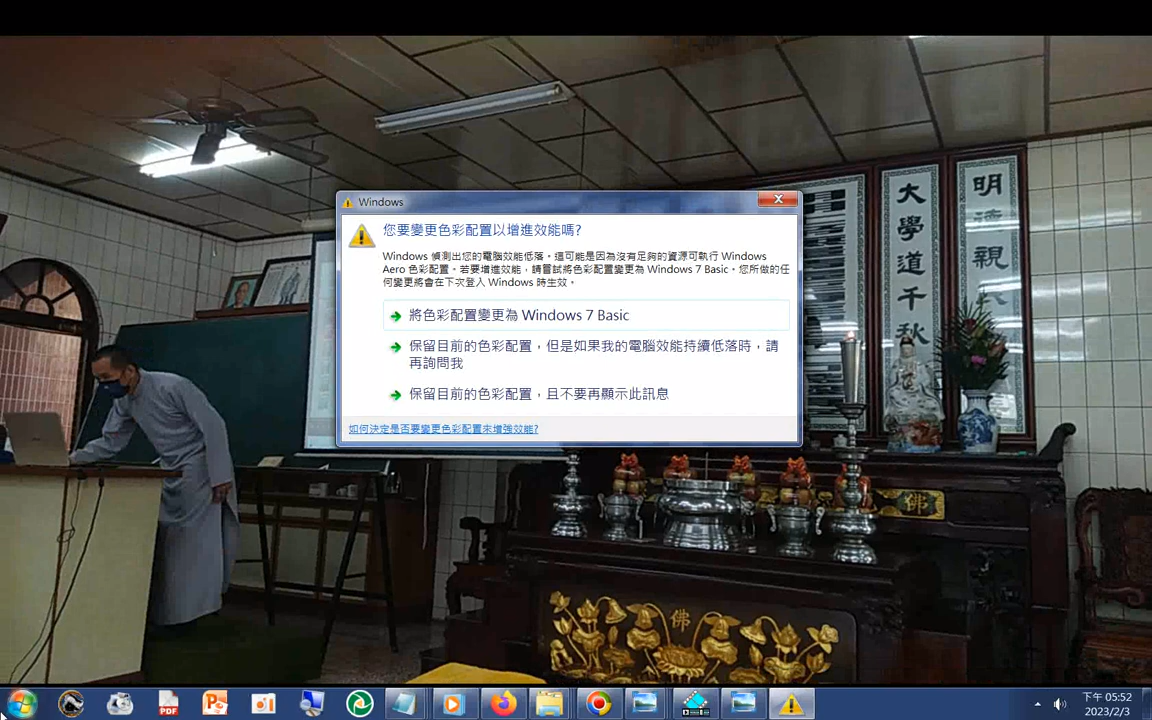 Windows
您要變更色彩配置以增進效能嗎?
Windows 偵測出您的電腦效能低落。這可能是因為沒有足夠的資源可執行 Windows
Aero 色彩配置。若要增進效能，請嘗試將色彩配置變更為 Windows 7 Basic。您所做的任
何變更將會在下次登入 Windows 時生效。
將色彩配置變更為 Windows 7 Basic
保留目前的色彩配置，但是如果我的電腦效能持續低落時，請
再詢問我
保留目前的色彩配置，且不要再顯示此訊息
如何決定是否要變更色彩配置來增強效能?
大學道千秋
明德親
佛
佛
PDF
下午 05:52
2023/2/3